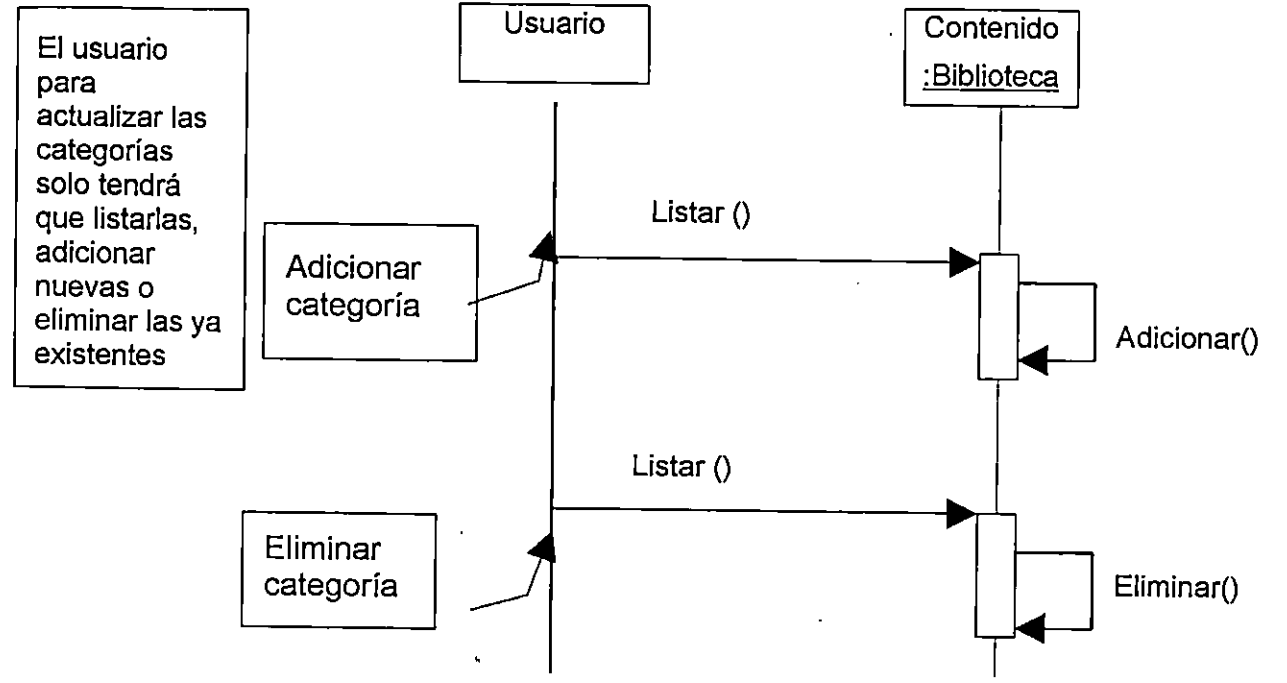 El usuario
para
actualizar las
categorías
solo tendrá
que listarlas,
adicionar
nuevas o
eliminar las ya
existentes
Usuario
Contenido
:Biblioteca
Listar ()
Adicionar
categoría
Adicionar()
Listar ()
Eliminar
categoría
Eliminar()